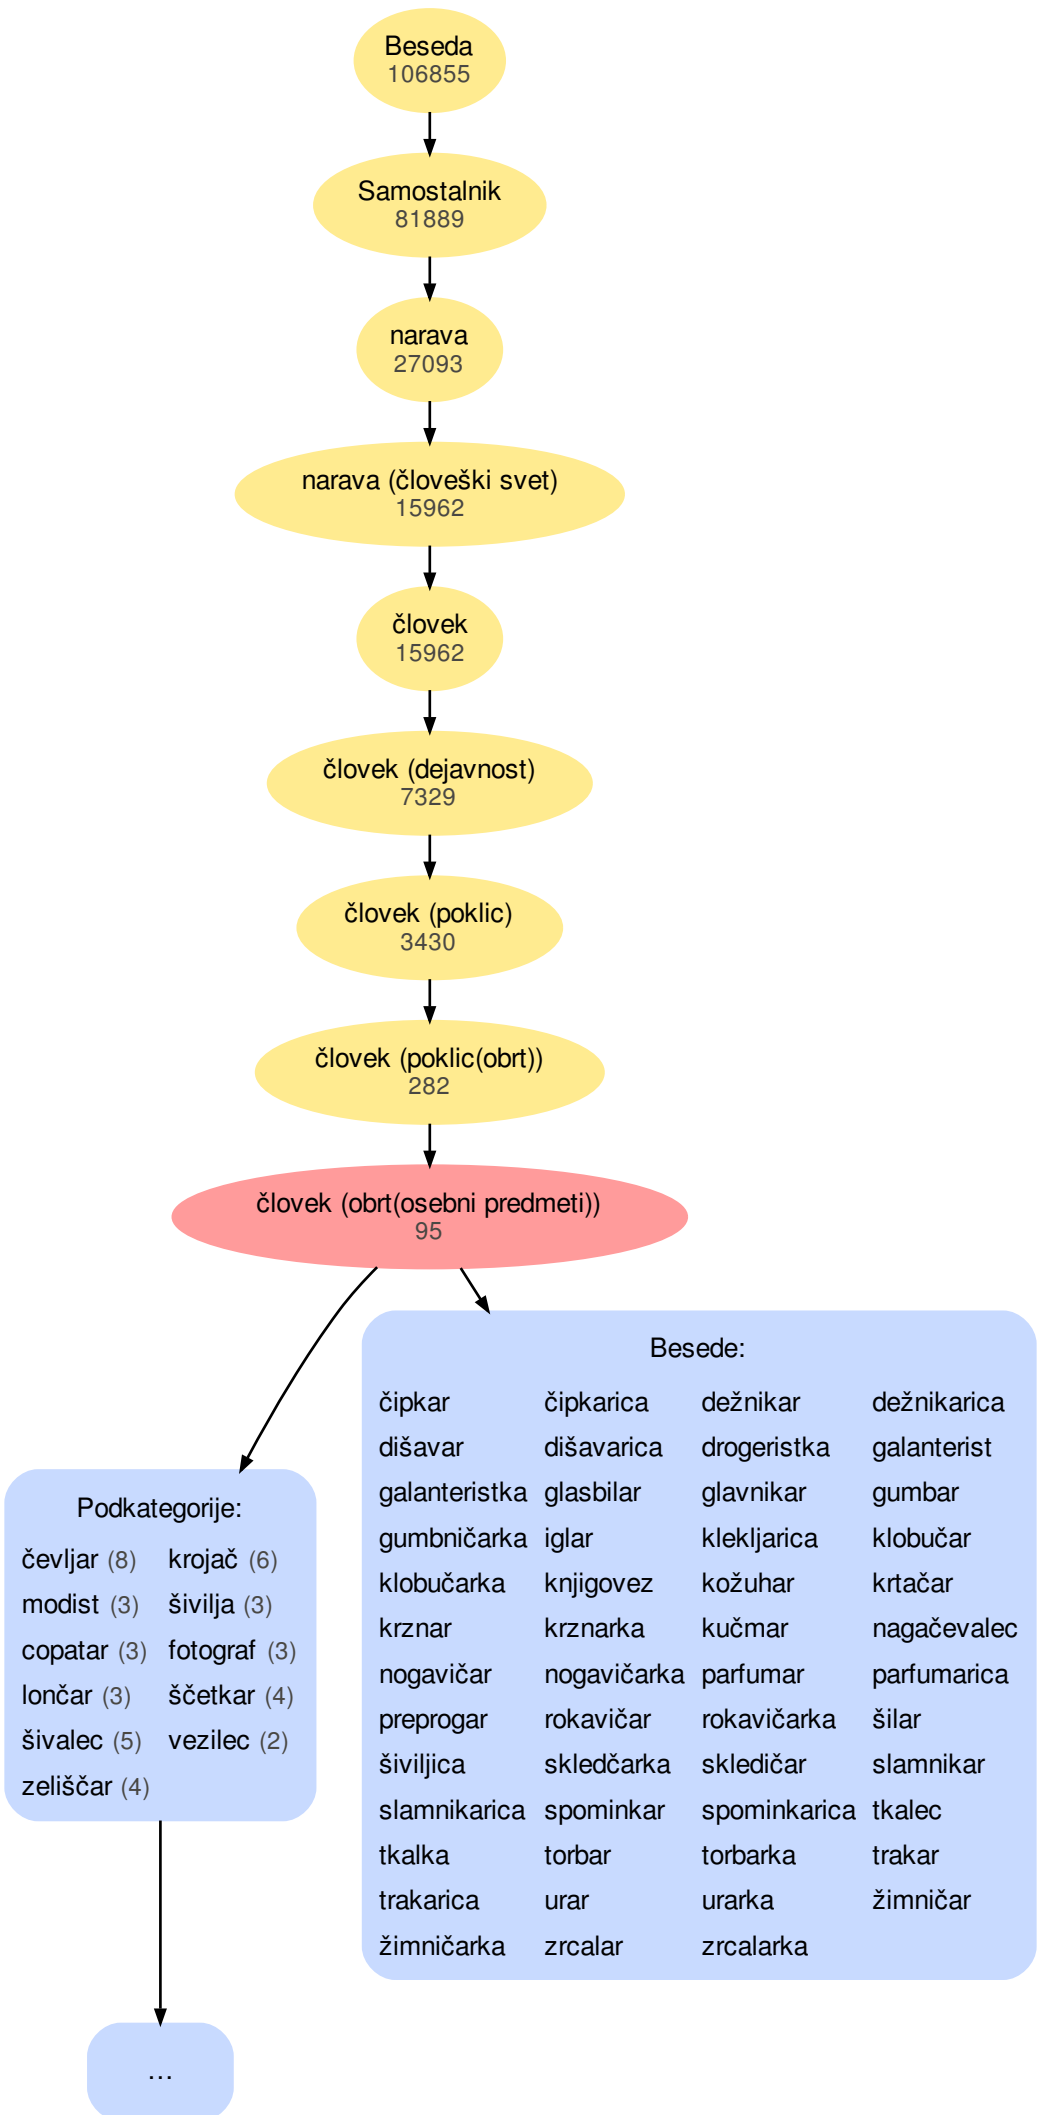 Beseda
106855
Samostalnik
81889
narava
27093
narava (človeški svet)
15962
človek
15962
človek (dejavnost)
7329
človek (poklic)
3430
človek (poklic(obrt))
282
človek (obrt(osebni predmeti))
95
Besede:
čipkar čipkarica dežnikar dežnikarica
dišavar dišavarica drogeristka galanterist
galanteristka glasbilar glavnikar gumbar
gumbničarka iglar klekljarica klobučar
klobučarka knjigovez kožuhar krtačar
krznar krznarka kučmar nagačevalec
nogavičar nogavičarka parfumar parfumarica
preprogar rokavičar rokavičarka šilar
šiviljica skledčarka skledičar slamnikar
slamnikarica spominkar spominkarica tkalec
tkalka torbar torbarka trakar
trakarica urar urarka žimničar
žimničarka zrcalar zrcalarka
Podkategorije:
čevljar (8) krojač (6)
modist (3) šivilja (3)
copatar (3) fotograf (3)
lončar (3) ščetkar (4)
šivalec (5) vezilec (2)
zeliščar (4)
...